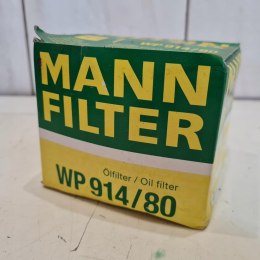 MANN
FILTER
Ölfilter / Oil filter
WP 914/80